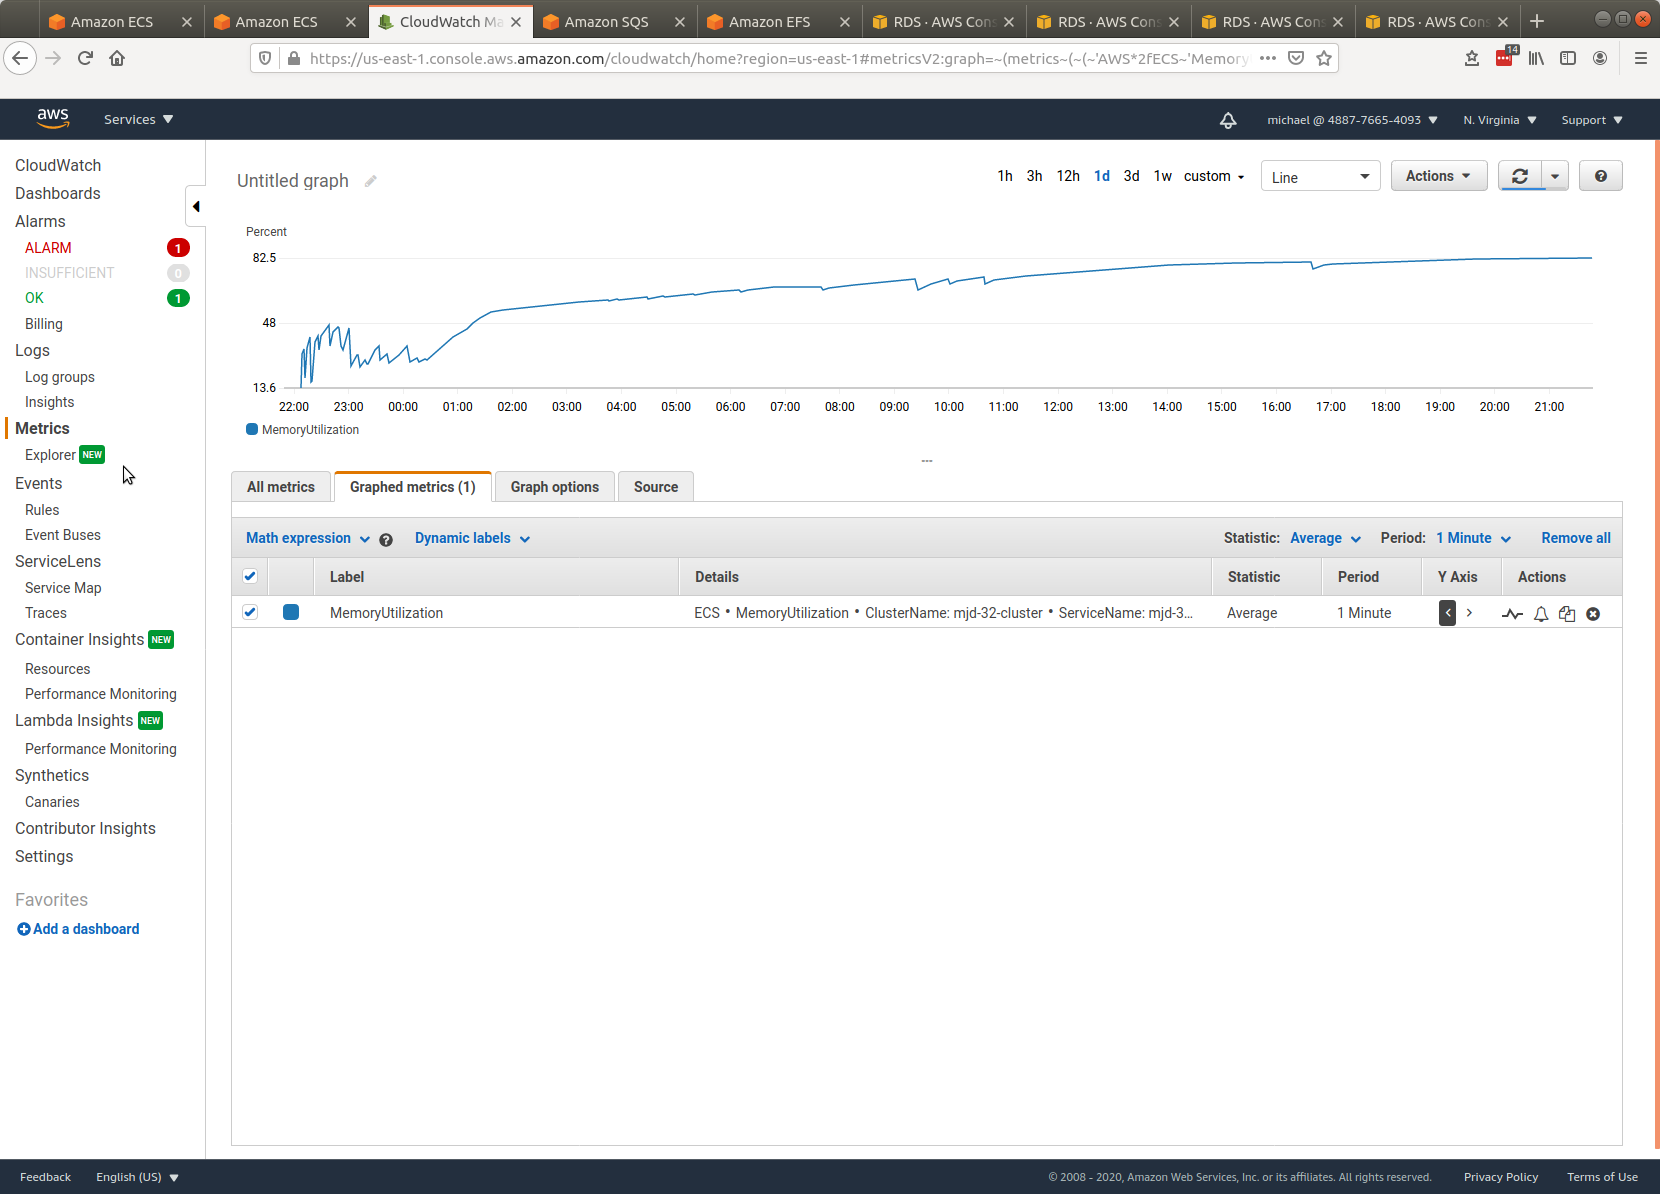 Amazon ECS
Amazon ECS
CloudWatch Ma
Amazon SQS
Amazon EFS
RDS · AWS Cons
RDS · AWS Cons
RDS · AWS Cons
RDS · AWS Cons
https://us-east-1.console.aws.amazon.com/cloudwatch/home?region=us-east-1#metricsV2:graph=~(metrics~(~(~'AWS*2fECS~'Memory
14
aws
Services
michael @ 4887-7665-4093
N. Virginia
Support
CloudWatch
Dashboards
Alarms
ALARM 1
INSUFFICIENT 0
OK 1
Billing
Logs
Log groups
Insights
Metrics
Explorer NEW
Events
Rules
Event Buses
ServiceLens
Service Map
Traces
Container Insights NEW
Resources
Performance Monitoring
Lambda Insights NEW
Performance Monitoring
Synthetics
Canaries
Contributor Insights
Settings
Favorites
Add a dashboard
Untitled graph
1h 3h 12h 1d 3d 1w custom
Line
Actions
Percent
82.5
48
13.6
22:00 23:00 00:00 01:00 02:00 03:00 04:00 05:00 06:00 07:00 08:00 09:00 10:00 11:00 12:00 13:00 14:00 15:00 16:00 17:00 18:00 19:00 20:00 21:00
MemoryUtilization
All metrics
Graphed metrics (1)
Graph options
Source
Math expression
Dynamic labels
Statistic: Average
Period: 1 Minute
Remove all
Label Details Statistic Period Y Axis Actions
MemoryUtilization ECS • MemoryUtilization • ClusterName: mjd-32-cluster • ServiceName: mjd-3... Average 1 Minute
Feedback
English (US)
© 2008 - 2020, Amazon Web Services, Inc. or its affiliates. All rights reserved.
Privacy Policy
Terms of Use